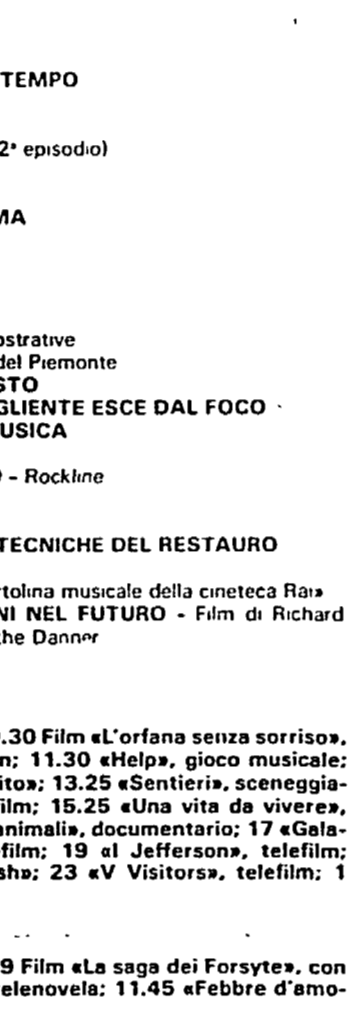 TEMPO
2ª episodio)
MA
ostrative
del Piemonte
STO
GLIENTE ESCE DAL FOCO
USICA
- Rockline
TECNICHE DEL RESTAURO
rtolina musicale della cineteca Rai»
NI NEL FUTURO - Film di Richard
che Danner
.30 Film «L'orfana senza sorriso»,
n; 11.30 «Help», gioco musicale;
ito»; 13.25 «Sentieri», sceneggia-
film; 15.25 «Una vita da vivere»,
animali», documentario; 17 «Gala-
film; 19 «I Jefferson», telefilm;
sh»; 23 «V Visitors», telefilm; 1
9 Film «La saga dei Forsyte», con
elenovela; 11.45 «Febbre d'amo-